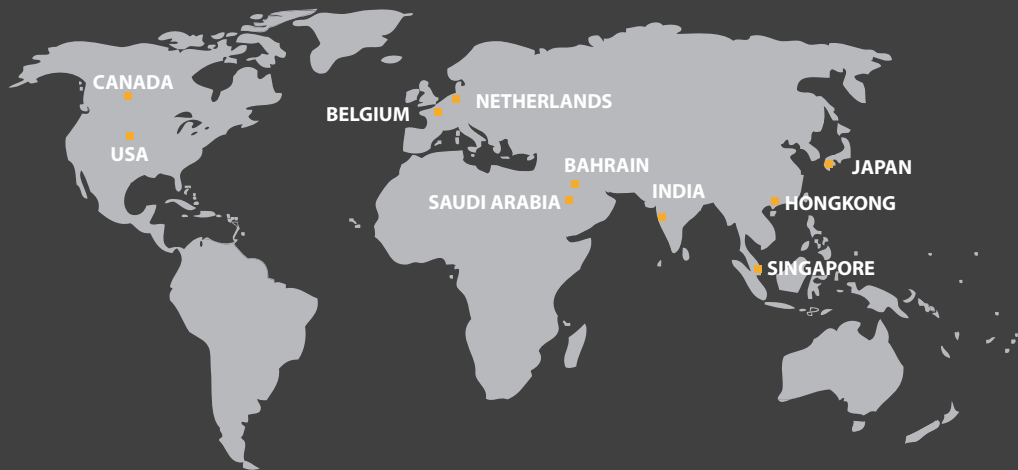 CANADA
USA
BELGIUM
NETHERLANDS
BAHRAIN
SAUDI ARABIA
INDIA
JAPAN
HONGKONG
SINGAPORE